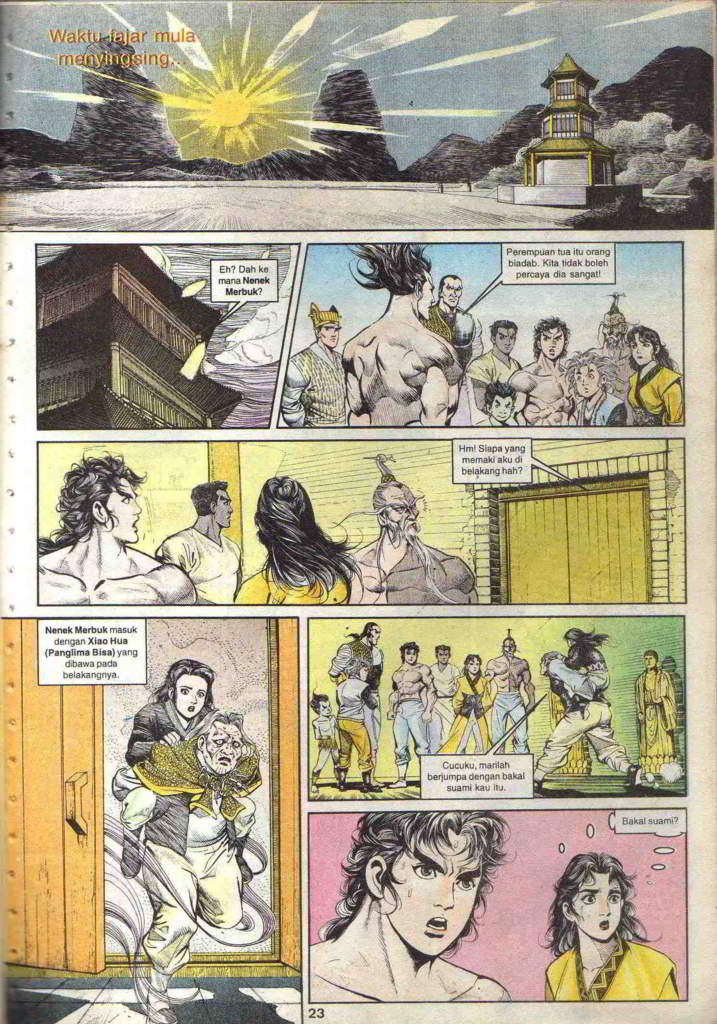 Waktu fajar mula
menyingsing...
Eh? Dah ke
mana Nenek
Merbuk?
Perempuan tua itu orang
biadab. Kita tidak boleh
percaya dia sangat!
Hm! Siapa yang
memaki aku di
belakang hah?
Nenek Merbuk masuk
dengan Xiao Hua
(Panglima Bisa) yang
dibawa pada
belakangnya.
Cucuku, marilah
berjumpa dengan bakal
suami kau itu.
Bakal suami?
23